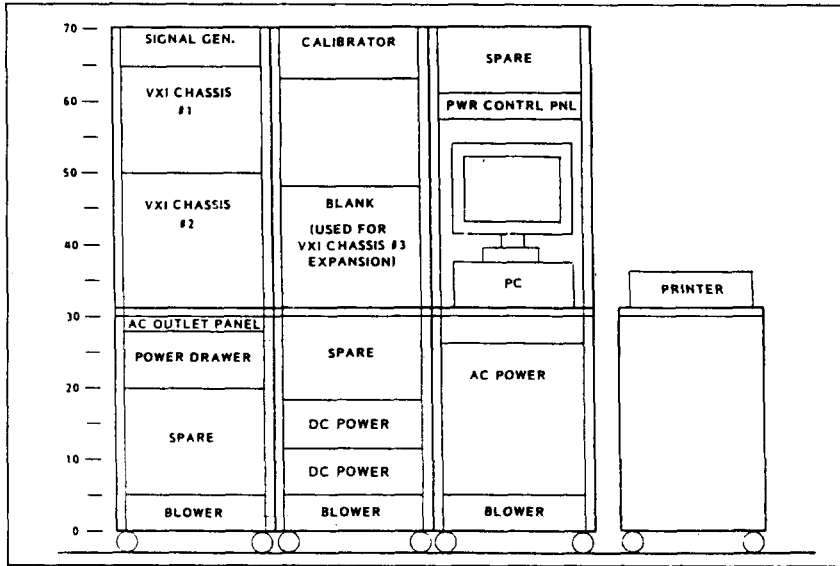 70
60
50
40
30
20
10
0
SIGNAL GEN.
VXI CHASSIS
#1
VXI CHASSIS
#2
AC OUTLET PANEL
POWER DRAWER
SPARE
BLOWER
CALIBRATOR
BLANK
(USED FOR
VXI CHASSIS #3
EXPANSION)
SPARE
DC POWER
DC POWER
BLOWER
SPARE
PWR CONTRL PNL
PC
AC POWER
BLOWER
PRINTER